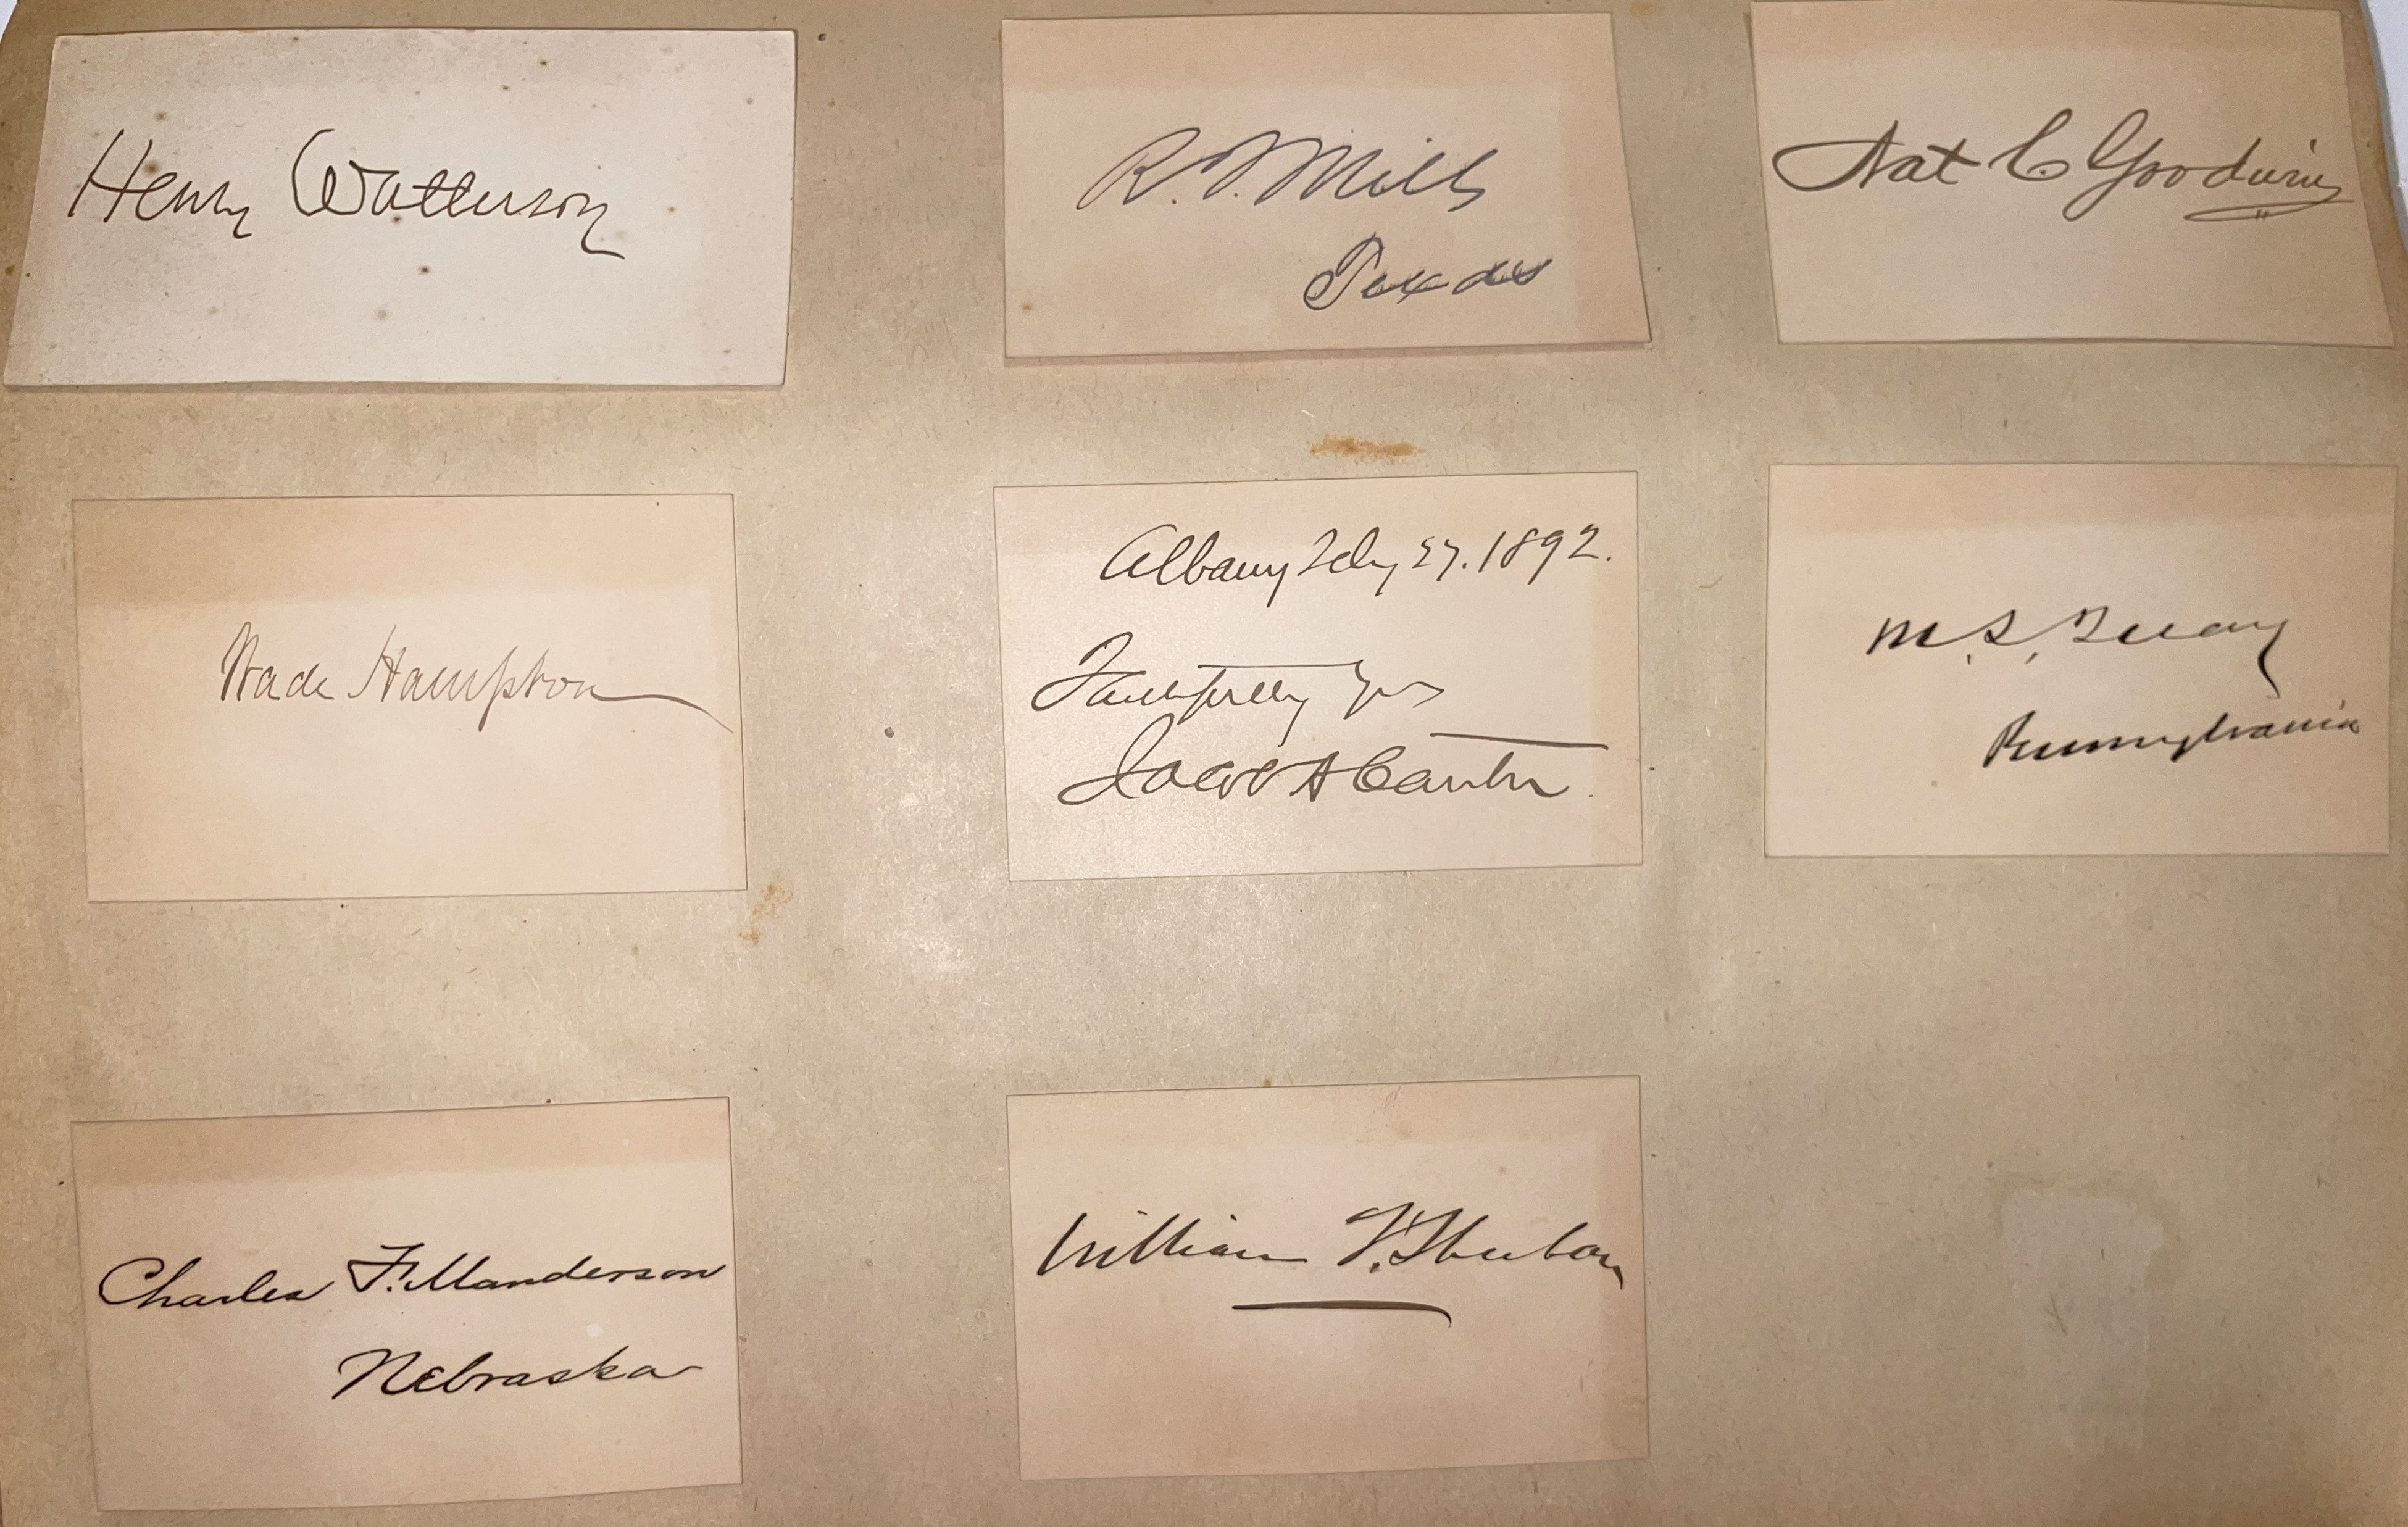 Henry Watterson
R. Q. Mills
Texas
Nat C. Goodwin
Wade Hampton
Albany Feby 27. 1892.
Faithfully Yrs
Jacob A Cantor.
M. S. Quay
Pennsylvania
Charles F. Manderson
Nebraska
William F. Sheehan